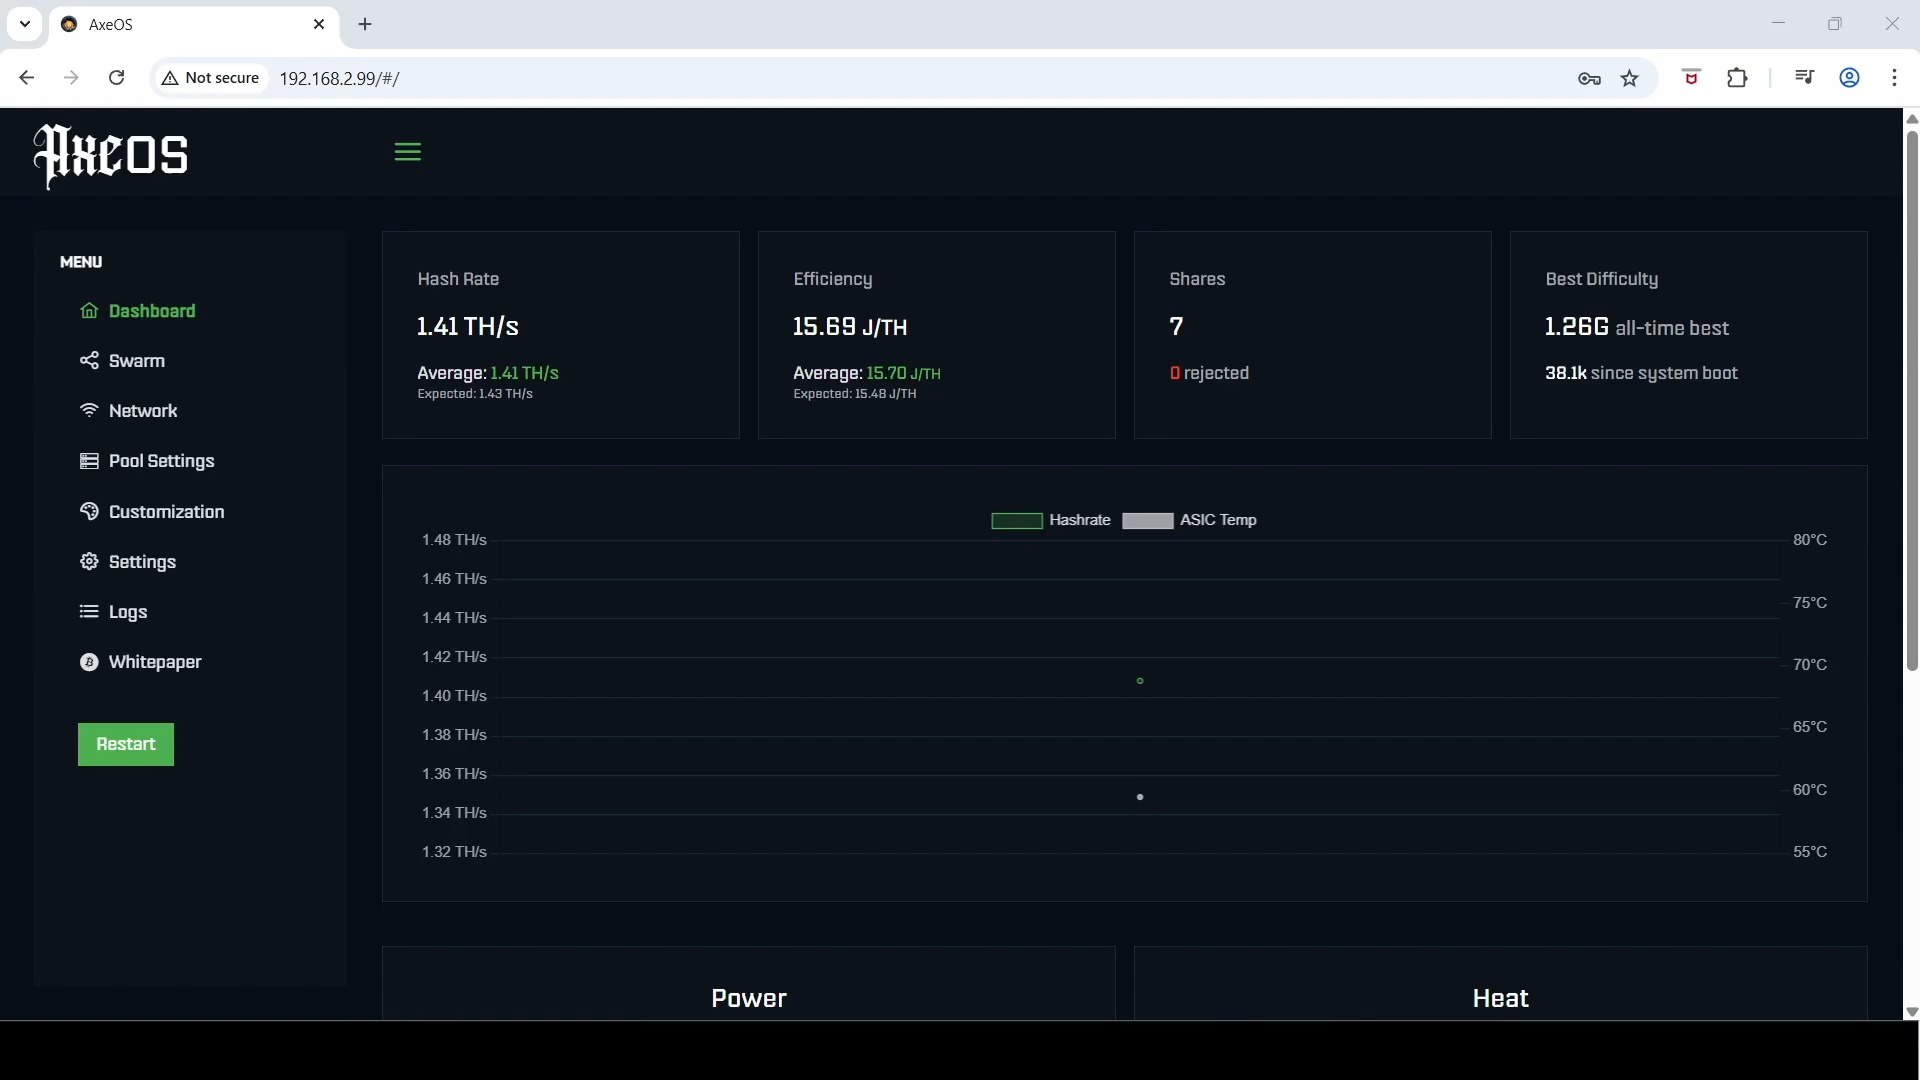 AxeOS
Not secure
192.168.2.99/#/
AxeOS
MENU
Dashboard
Swarm
Network
Pool Settings
Customization
Settings
Logs
Whitepaper
Restart
Hash Rate
1.41 TH/s
Average: 1.41 TH/s
Expected: 1.43 TH/s
Efficiency
15.69 J/TH
Average: 15.70 J/TH
Expected: 15.48 J/TH
Shares
7
0 rejected
Best Difficulty
1.26G all-time best
38.1k since system boot
Hashrate
ASIC Temp
1.48 TH/s
1.46 TH/s
1.44 TH/s
1.42 TH/s
1.40 TH/s
1.38 TH/s
1.36 TH/s
1.34 TH/s
1.32 TH/s
80°C
75°C
70°C
65°C
60°C
55°C
Power
Heat